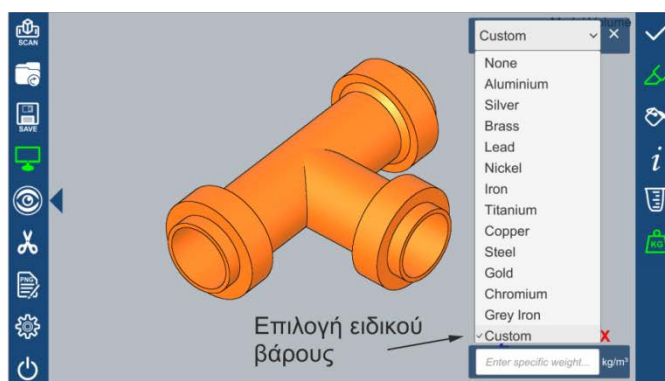 SCAN
SAVE
PNG
Custom
×
None
Aluminium
Silver
Brass
Lead
Nickel
Iron
Titanium
Copper
Steel
Gold
Chromium
Grey Iron
Custom
X
Enter specific weight...
kg/m³
i
KG
Επιλογή ειδικού
βάρους